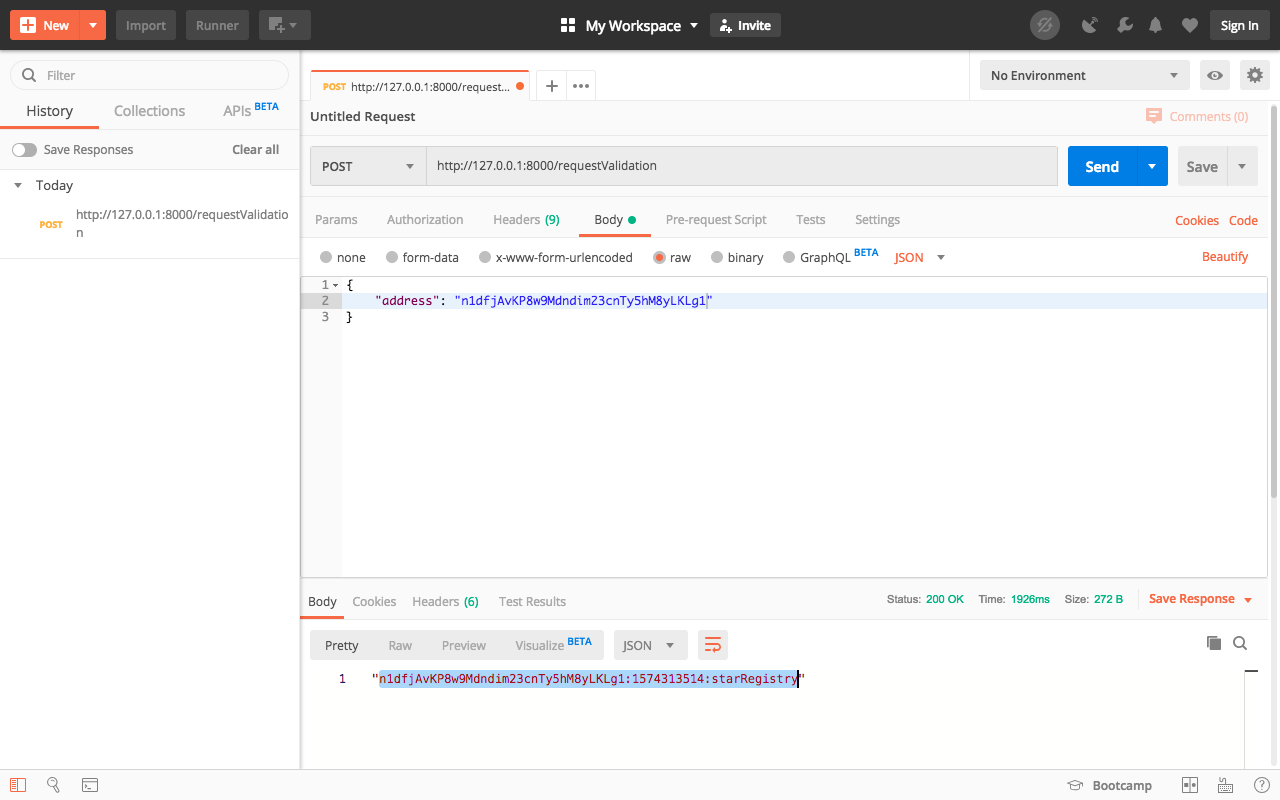 New Import Runner My Workspace Invite Sign In
Filter
History Collections APIs BETA
Save Responses Clear all
Today
POST http://127.0.0.1:8000/requestValidatio
n
POST http://127.0.0.1:8000/request...
No Environment
Untitled Request Comments (0)
POST http://127.0.0.1:8000/requestValidation Send Save
Params Authorization Headers (9) Body Pre-request Script Tests Settings Cookies Code
none form-data x-www-form-urlencoded raw binary GraphQL BETA JSON Beautify
1 {
2 "address": "n1dfjAvKP8w9Mdndim23cnTy5hM8yLKLg1"
3 }
Body Cookies Headers (6) Test Results Status: 200 OK Time: 1926ms Size: 272 B Save Response
Pretty Raw Preview Visualize BETA JSON
1 "n1dfjAvKP8w9Mdndim23cnTy5hM8yLKLg1:1574313514:starRegistry"
Bootcamp